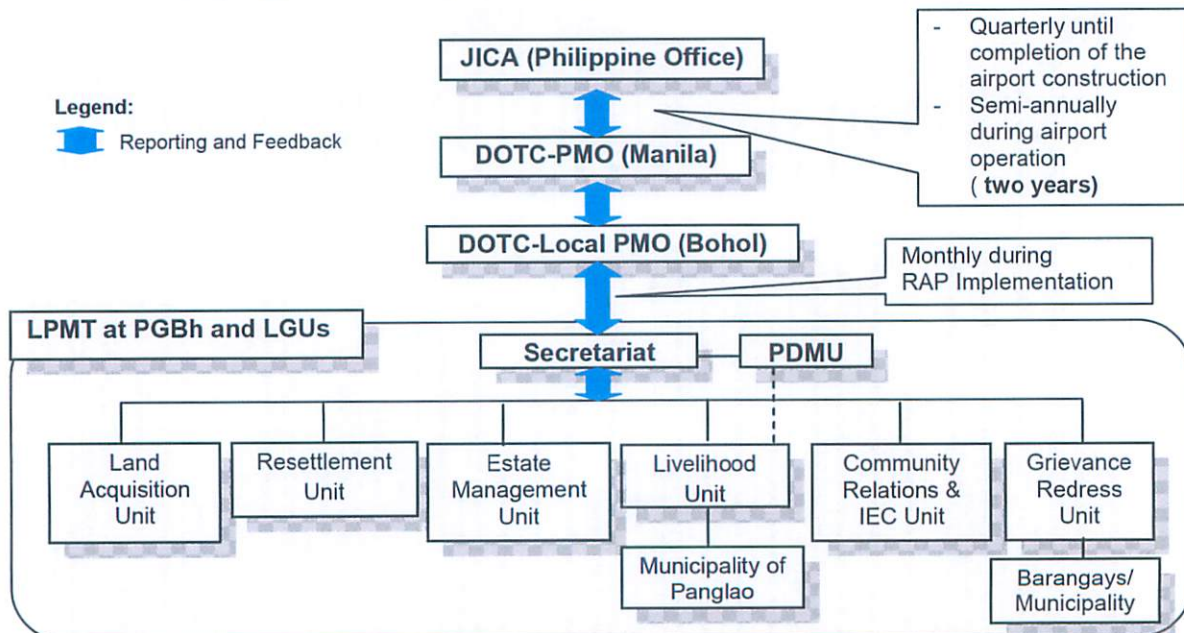 JICA (Philippine Office)
- Quarterly until
completion of the
airport construction
- Semi-annually
during airport
operation
( two years)
Legend:
Reporting and Feedback
DOTC-PMO (Manila)
DOTC-Local PMO (Bohol)
Monthly during
RAP Implementation
LPMT at PGBh and LGUs
Secretariat
PDMU
Land
Acquisition
Unit
Resettlement
Unit
Estate
Management
Unit
Livelihood
Unit
Community
Relations &
IEC Unit
Grievance
Redress
Unit
Municipality of
Panglao
Barangays/
Municipality